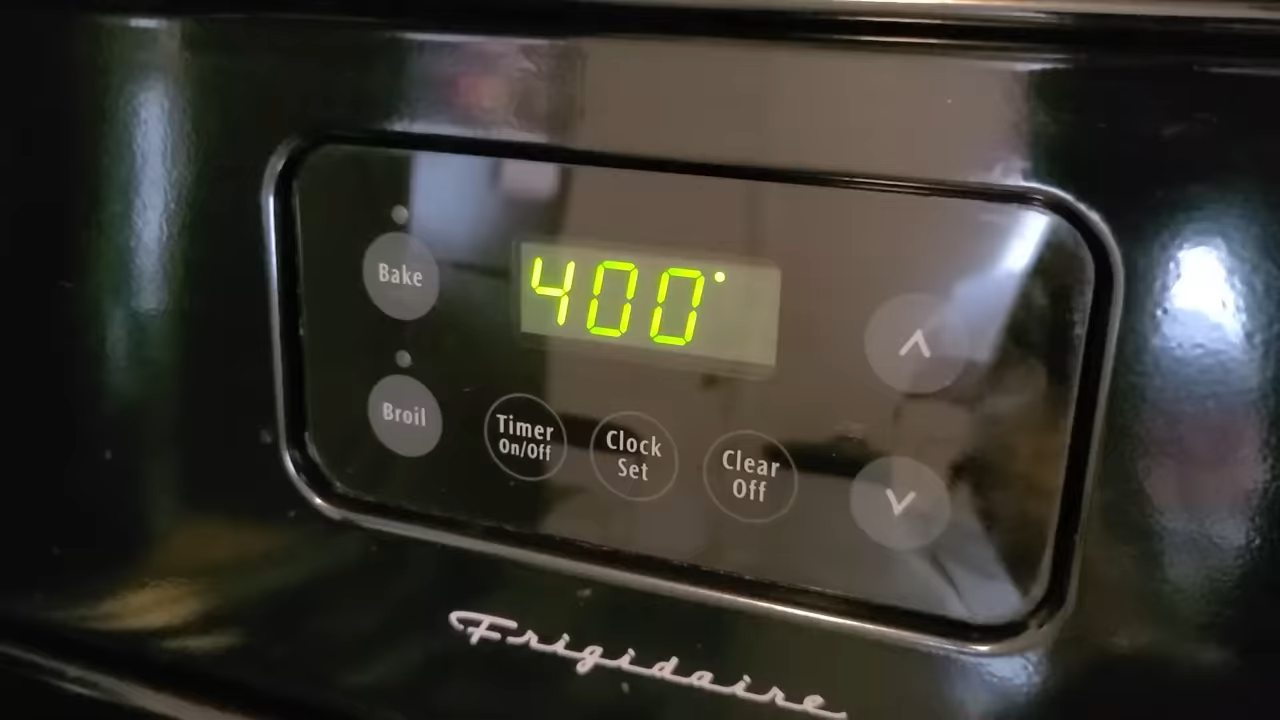 Bake
400°
Broil
Timer
On/Off
Clock
Set
Clear
Off
Frigidaire